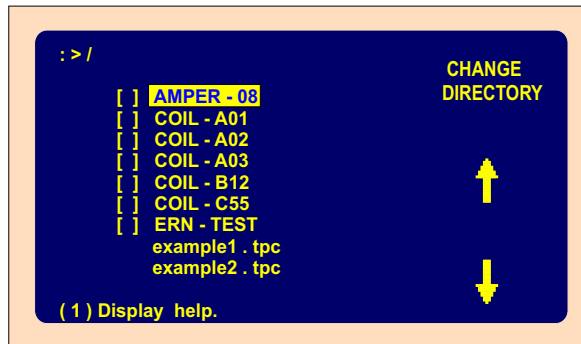 : > /
CHANGE
DIRECTORY
[ ] AMPER - 08
[ ] COIL - A01
[ ] COIL - A02
[ ] COIL - A03
[ ] COIL - B12
[ ] COIL - C55
[ ] ERN - TEST
example1 . tpc
example2 . tpc
( 1 ) Display help.